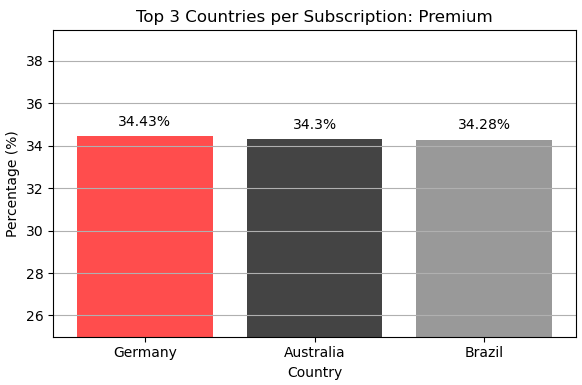 Top 3 Countries per Subscription: Premium
Percentage (%)
38
36
34
32
30
28
26
34.43%
34.3%
34.28%
Germany
Australia
Brazil
Country